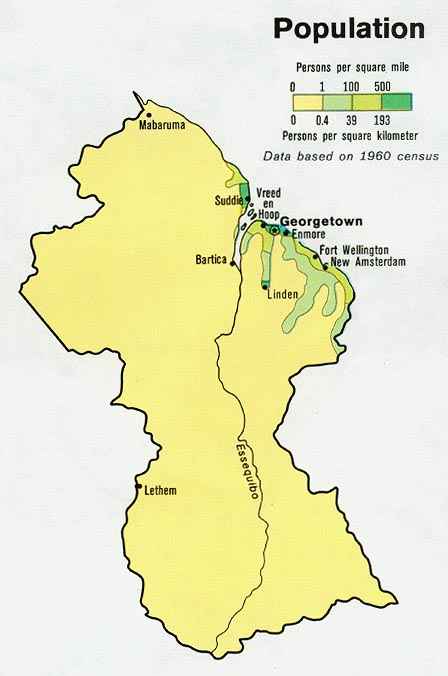 Population
Persons per square mile
0 1 100 500
0 0.4 39 193
Persons per square kilometer
Data based on 1960 census
Mabaruma
Suddie
Vreed
en
Hoop
Georgetown
Enmore
Fort Wellington
New Amsterdam
Bartica
Linden
Essequibo
Lethem